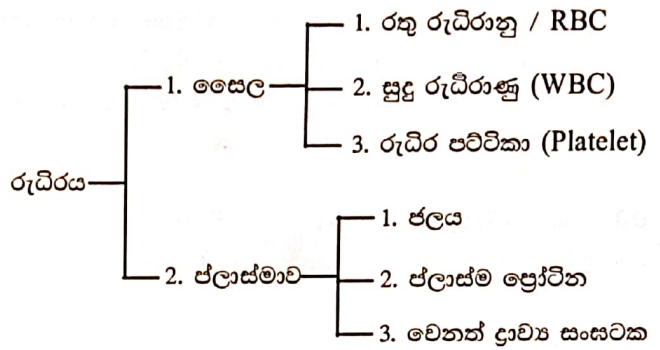 1. රතු රුධිරානු / RBC
1. සෛල
2. සුදු රුධිරාණු (WBC)
3. රුධිර පට්ටිකා (Platelet)
රුධිරය
1. ජලය
2. ප්ලාස්මාව
2. ප්ලාස්ම ප්‍රෝටීන
3. වෙනත් ද්‍රාව්‍ය සංඝටක